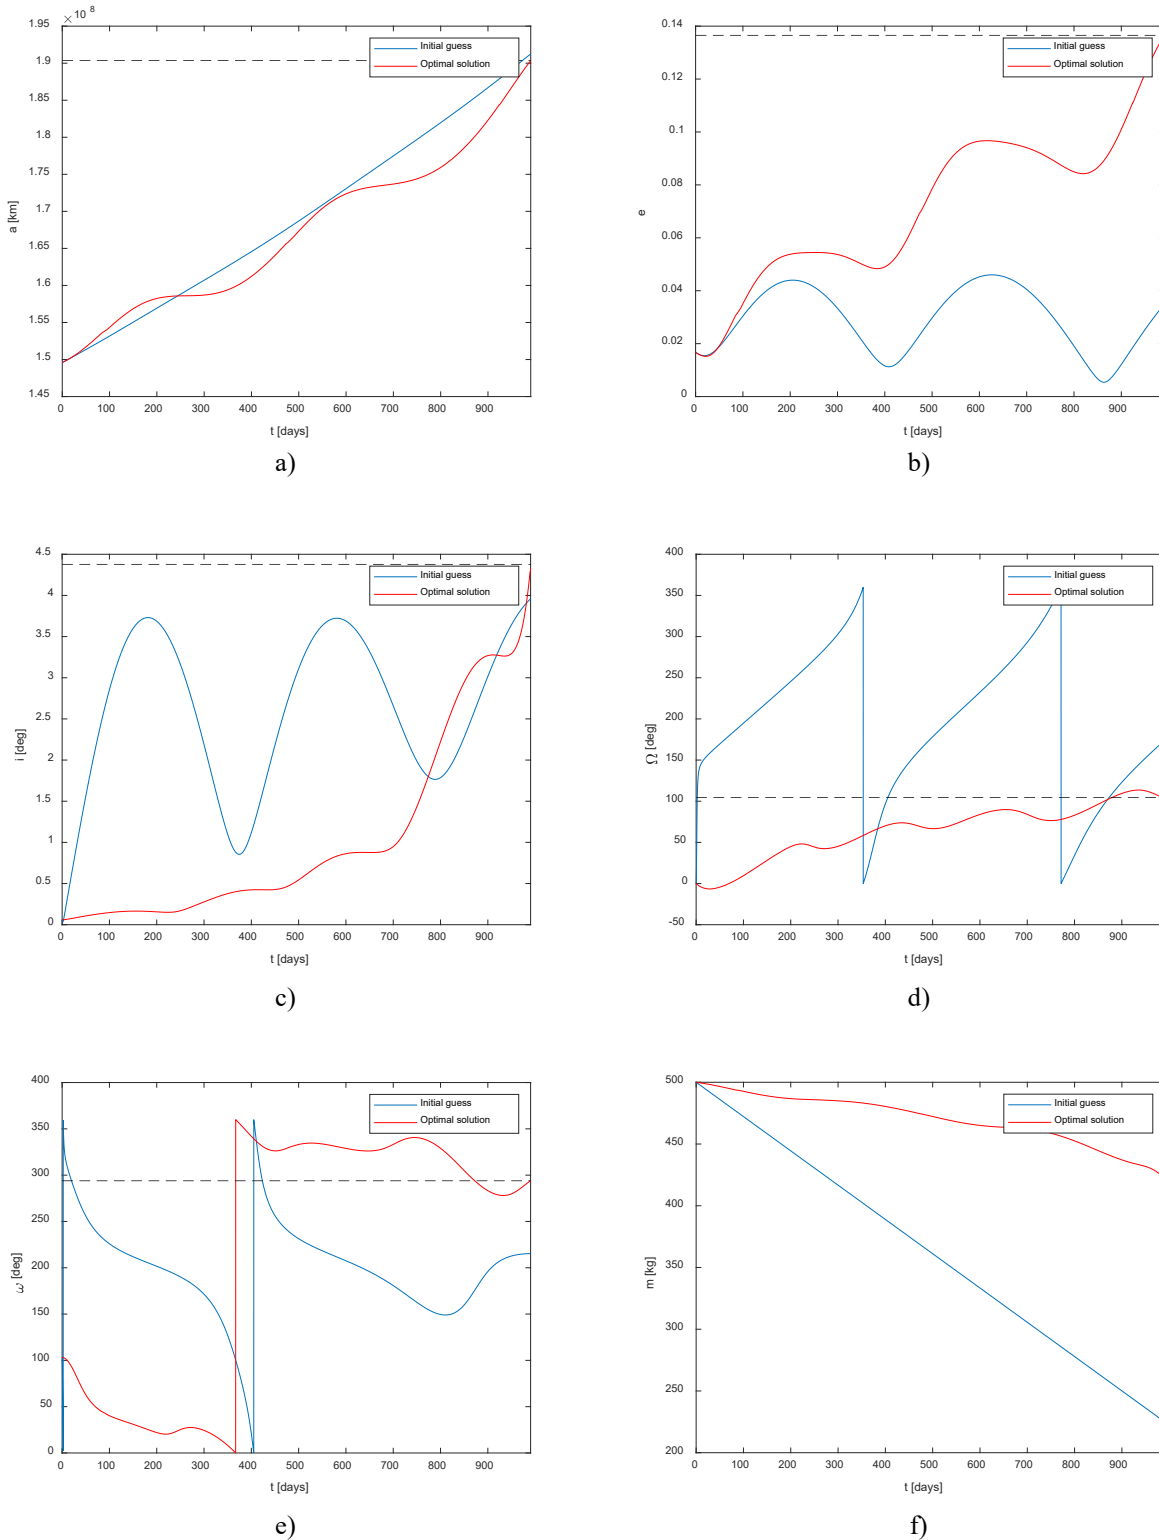 × 10 8
1.95
1.9
1.85
1.8
1.75
1.7
1.65
1.6
1.55
1.5
1.45
a [km]
Initial guess
Optimal solution
0 100 200 300 400 500 600 700 800 900
t [days]
a)
0.14
0.12
0.1
0.08
0.06
0.04
0.02
0
e
Initial guess
Optimal solution
0 100 200 300 400 500 600 700 800 900
t [days]
b)
4.5
4
3.5
3
2.5
2
1.5
1
0.5
0
i [deg]
Initial guess
Optimal solution
0 100 200 300 400 500 600 700 800 900
t [days]
c)
400
350
300
250
200
150
100
50
0
-50
Ω [deg]
Initial guess
Optimal solution
0 100 200 300 400 500 600 700 800 900
t [days]
d)
400
350
300
250
200
150
100
50
0
ω [deg]
Initial guess
Optimal solution
0 100 200 300 400 500 600 700 800 900
t [days]
e)
500
450
400
350
300
250
200
m [kg]
Initial guess
Optimal solution
0 100 200 300 400 500 600 700 800 900
t [days]
f)